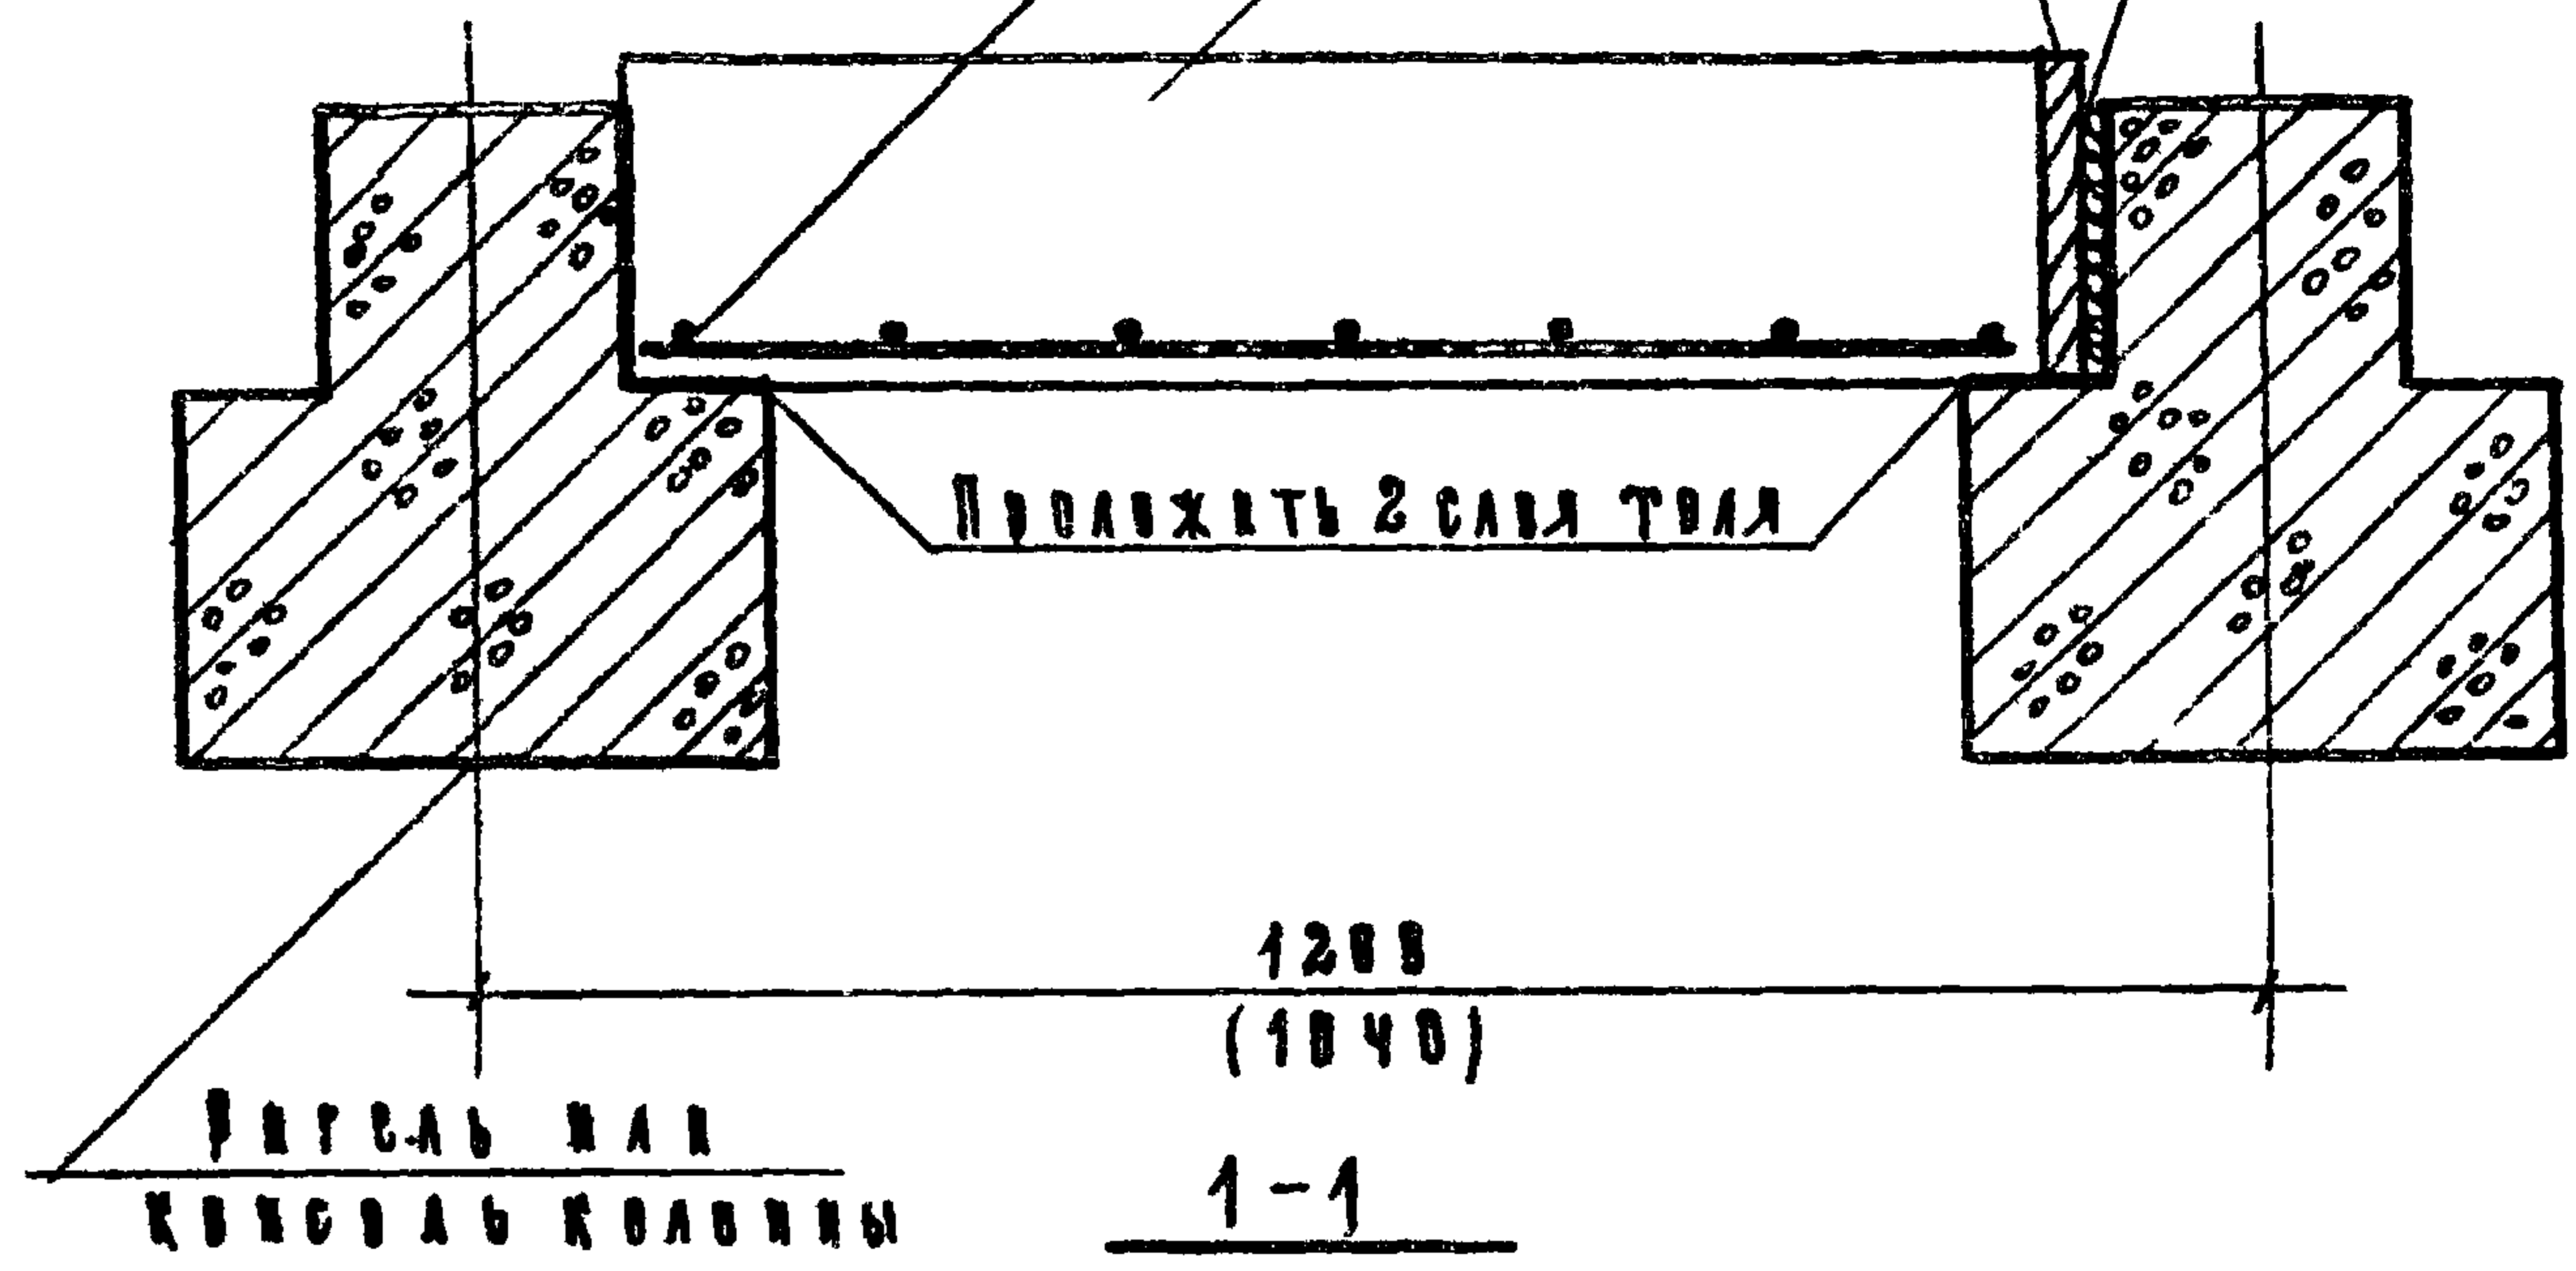 Проложить 2 слоя толя
1200
(1040)
Ригель или
консоль колонны
1-1